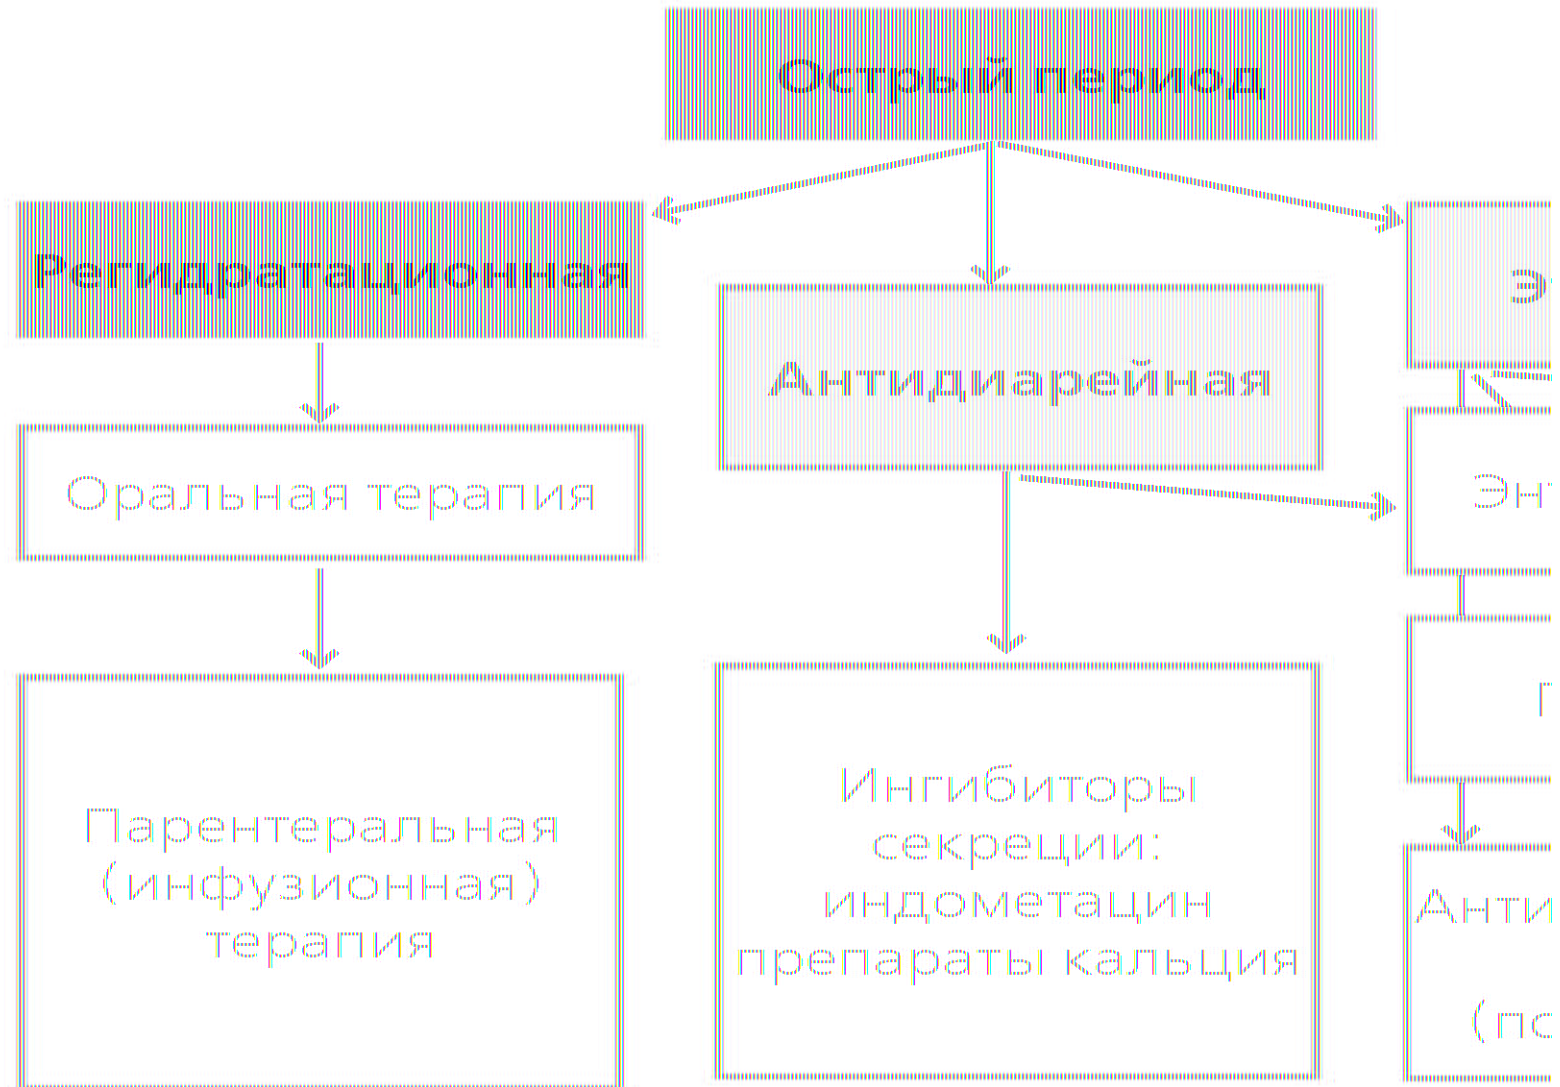 Острый период
Регидратационная
Антидиарейная
Оральная терапия
Парентеральная
(инфузионная)
терапия
Ингибиторы
секреции:
индометацин
препараты кальция